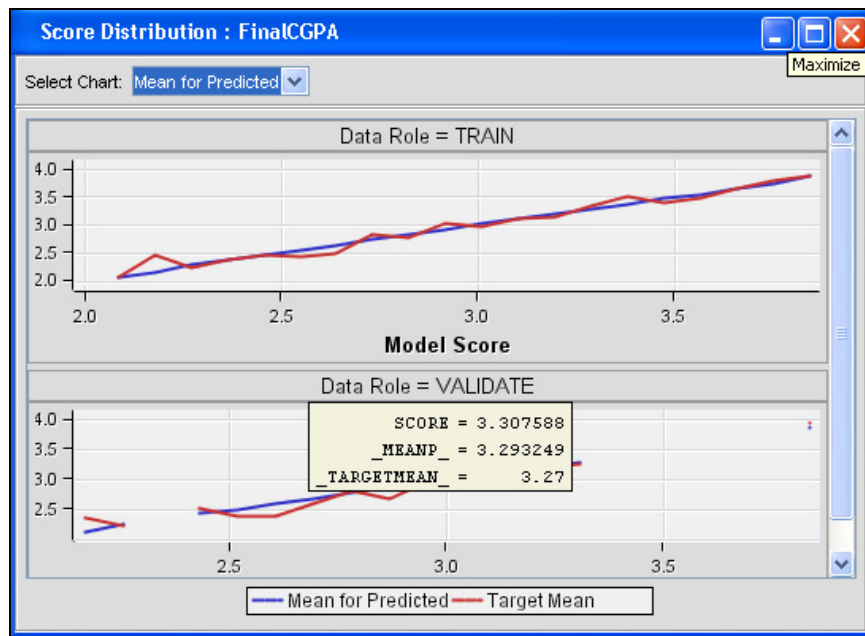 Score Distribution : FinalCGPA
Maximize
Select Chart: Mean for Predicted
Data Role = TRAIN
4.0
3.5
3.0
2.5
2.0
2.0 2.5 3.0 3.5
Model Score
Data Role = VALIDATE
4.0
3.5
3.0
2.5
SCORE = 3.307588
_MEANP_ = 3.293249
_TARGETMEAN_ = 3.27
2.5 3.0 3.5
Mean for Predicted Target Mean